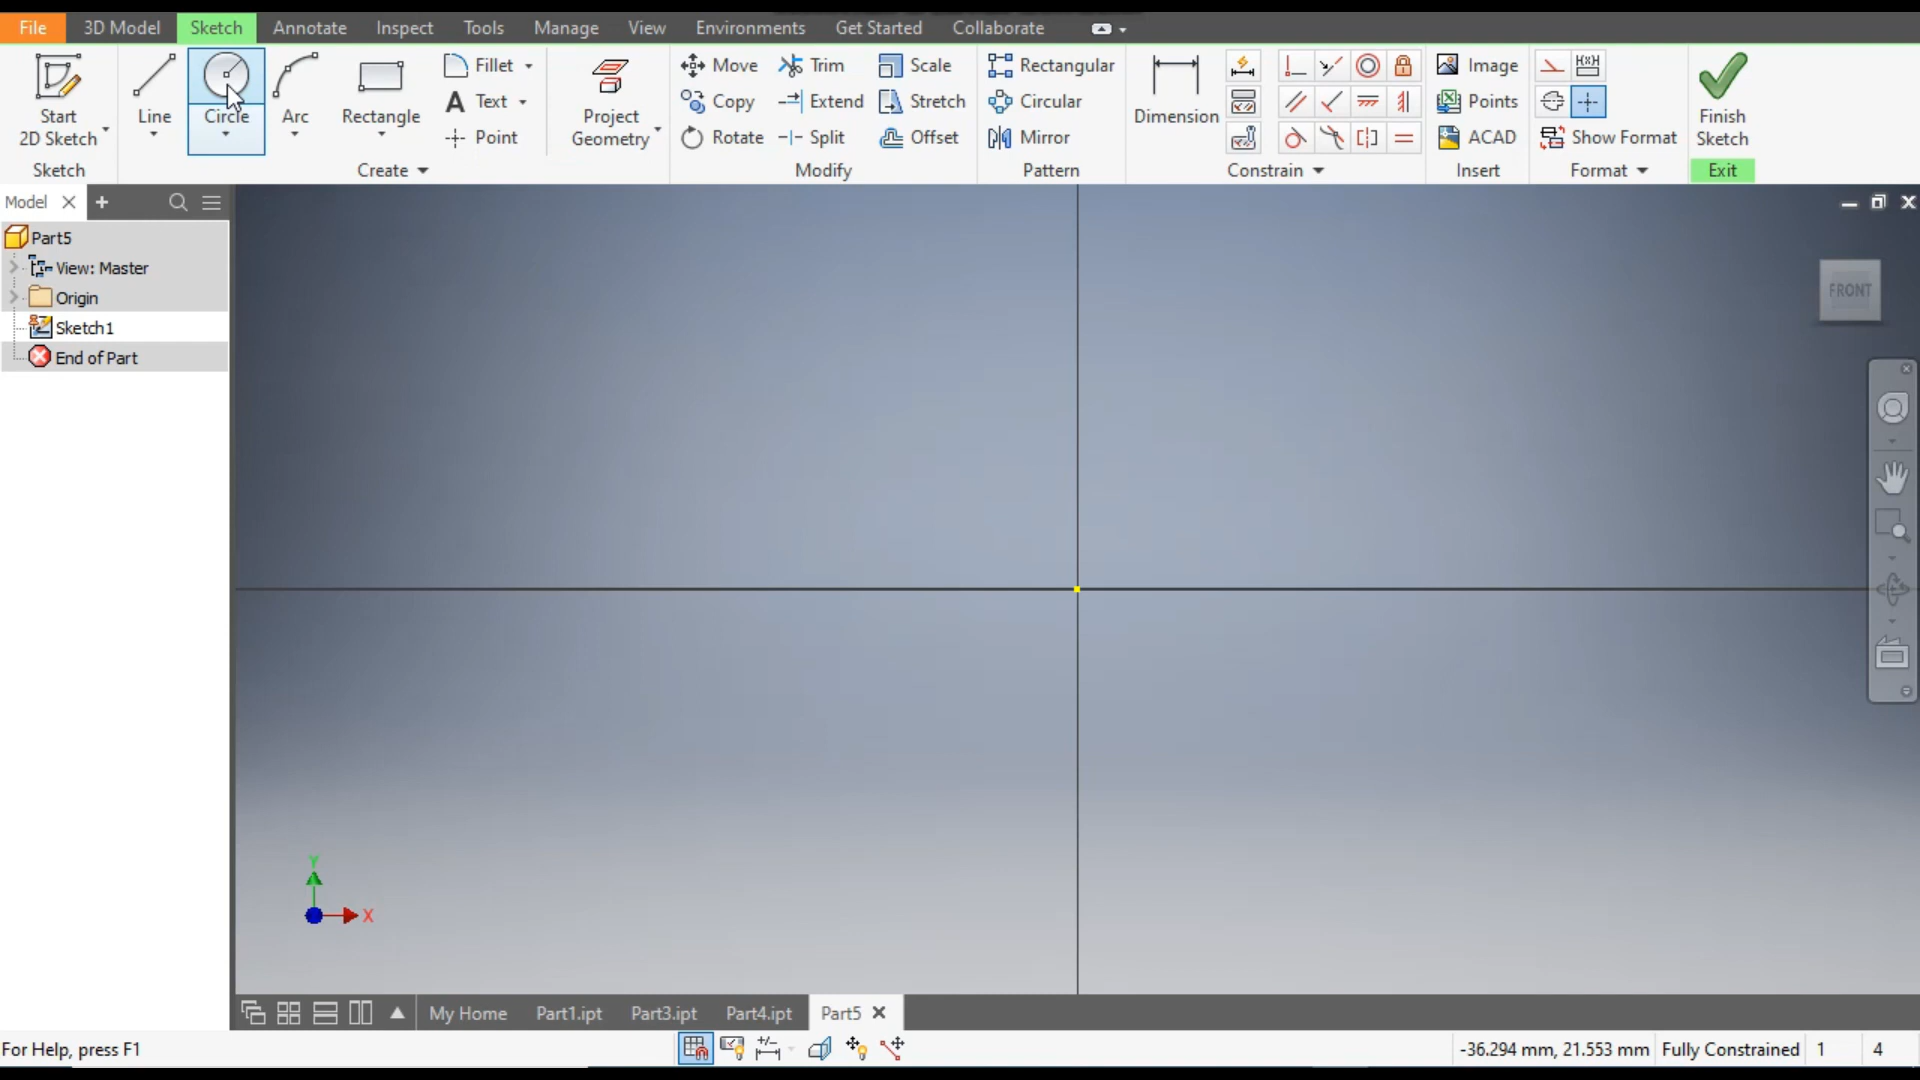 File 3D Model Sketch Annotate Inspect Tools Manage View Environments Get Started Collaborate
Fillet Move Trim Scale Rectangular Image
Text Copy Extend Stretch Circular Points
Start 2D Sketch Line Circle Arc Rectangle Point Project Geometry Rotate Split Offset Mirror Dimension ACAD Show Format Finish Sketch
Sketch Create Modify Pattern Constrain Insert Format Exit
Model
Part5
View: Master
Origin
Sketch1
End of Part
FRONT
Y
X
My Home Part1.ipt Part3.ipt Part4.ipt Part5
For Help, press F1 -36.294 mm, 21.553 mm Fully Constrained 1 4